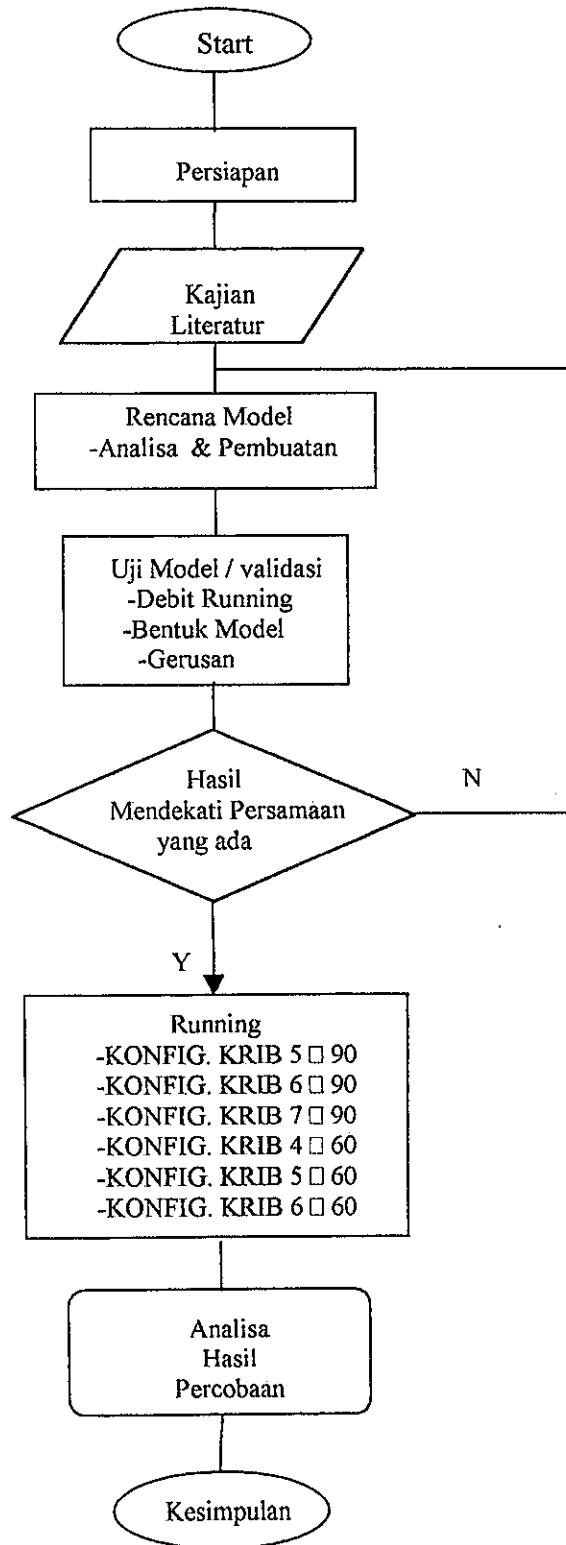 Start
Persiapan
Kajian
Literatur
Rencana Model
-Analisa & Pembuatan
Uji Model / validasi
-Debit Running
-Bentuk Model
-Gerusan
Hasil
Mendekati Persamaan
yang ada
N
Y
Running
-KONFIG. KRIB 5 □ 90
-KONFIG. KRIB 6 □ 90
-KONFIG. KRIB 7 □ 90
-KONFIG. KRIB 4 □ 60
-KONFIG. KRIB 5 □ 60
-KONFIG. KRIB 6 □ 60
Analisa
Hasil
Percobaan
Kesimpulan